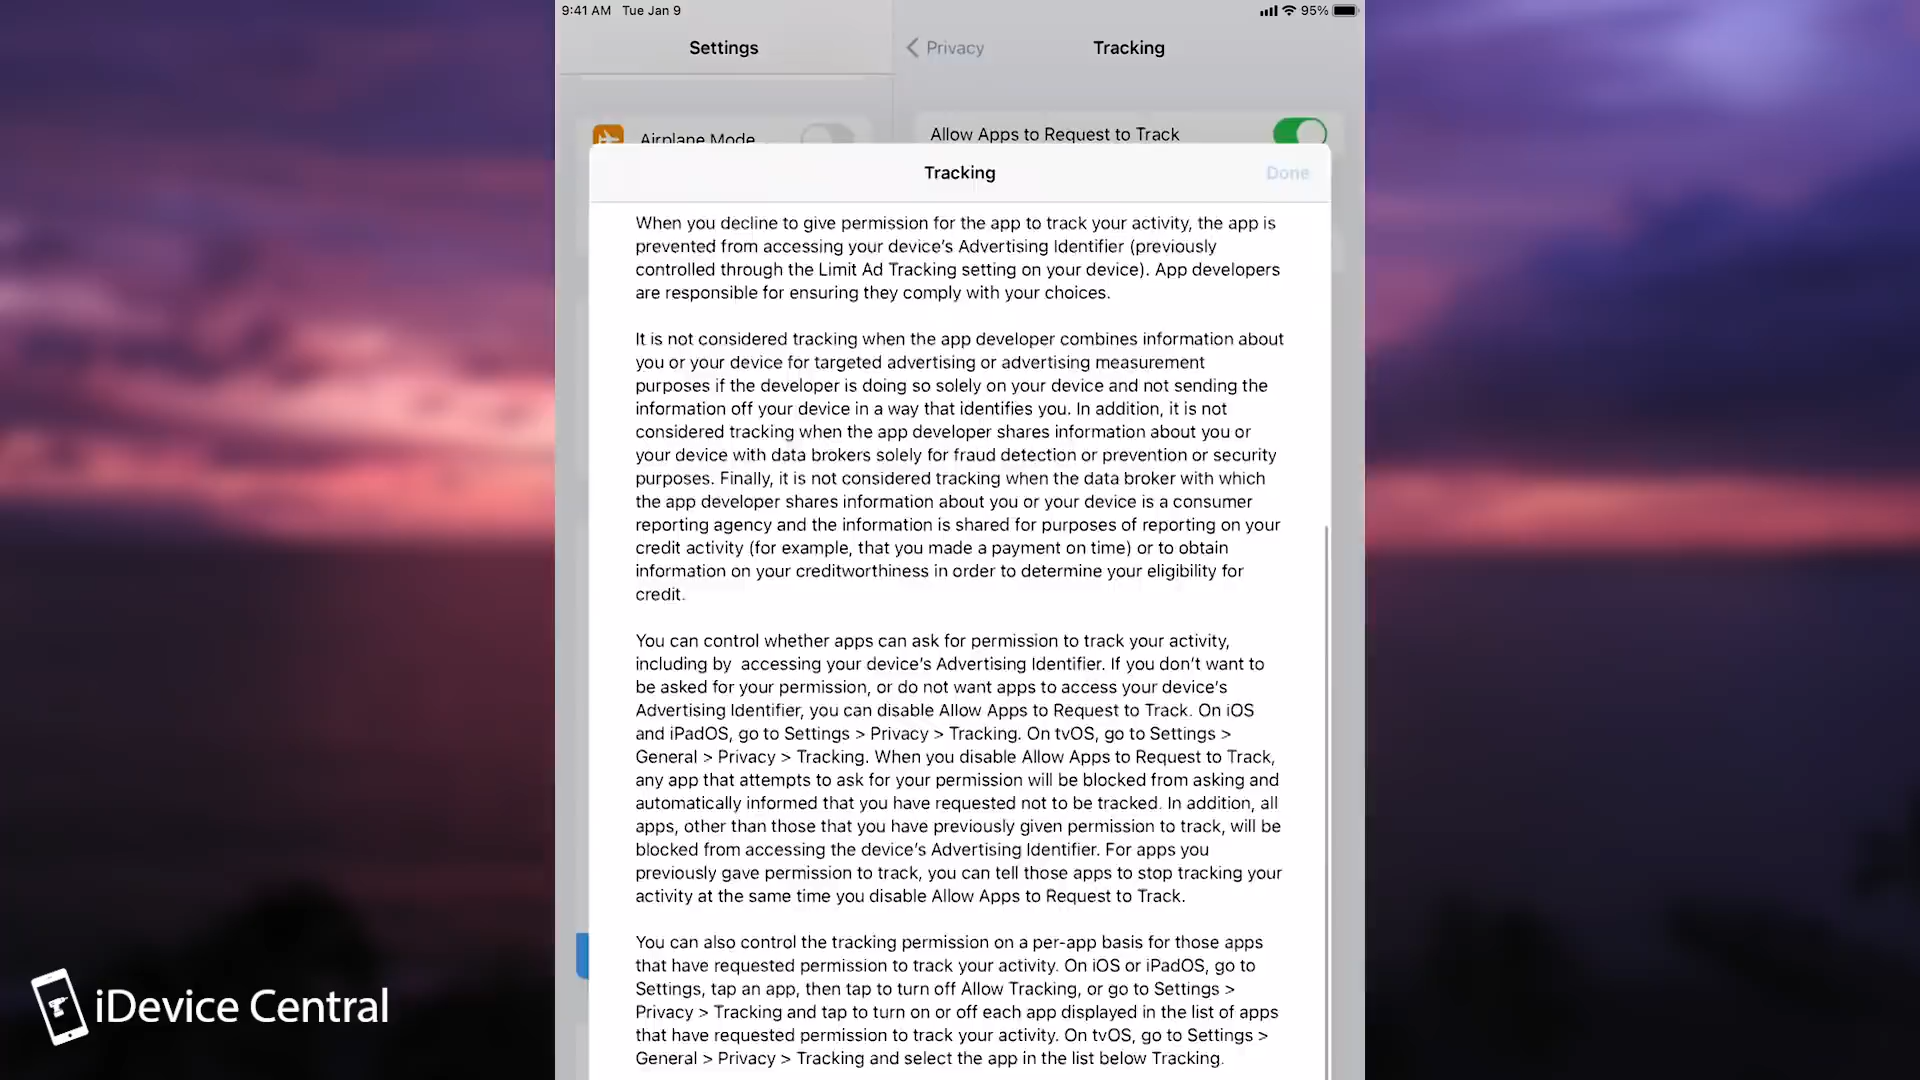 9:41 AM Tue Jan 9
95%
Settings
Privacy
Tracking
Airplane Mode
Allow Apps to Request to Track
Tracking
Done
When you decline to give permission for the app to track your activity, the app is
prevented from accessing your device’s Advertising Identifier (previously
controlled through the Limit Ad Tracking setting on your device). App developers
are responsible for ensuring they comply with your choices.
It is not considered tracking when the app developer combines information about
you or your device for targeted advertising or advertising measurement
purposes if the developer is doing so solely on your device and not sending the
information off your device in a way that identifies you. In addition, it is not
considered tracking when the app developer shares information about you or
your device with data brokers solely for fraud detection or prevention or security
purposes. Finally, it is not considered tracking when the data broker with which
the app developer shares information about you or your device is a consumer
reporting agency and the information is shared for purposes of reporting on your
credit activity (for example, that you made a payment on time) or to obtain
information on your creditworthiness in order to determine your eligibility for
credit.
You can control whether apps can ask for permission to track your activity,
including by accessing your device’s Advertising Identifier. If you don’t want to
be asked for your permission, or do not want apps to access your device’s
Advertising Identifier, you can disable Allow Apps to Request to Track. On iOS
and iPadOS, go to Settings > Privacy > Tracking. On tvOS, go to Settings >
General > Privacy > Tracking. When you disable Allow Apps to Request to Track,
any app that attempts to ask for your permission will be blocked from asking and
automatically informed that you have requested not to be tracked. In addition, all
apps, other than those that you have previously given permission to track, will be
blocked from accessing the device’s Advertising Identifier. For apps you
previously gave permission to track, you can tell those apps to stop tracking your
activity at the same time you disable Allow Apps to Request to Track.
You can also control the tracking permission on a per-app basis for those apps
that have requested permission to track your activity. On iOS or iPadOS, go to
Settings, tap an app, then tap to turn off Allow Tracking, or go to Settings >
Privacy > Tracking and tap to turn on or off each app displayed in the list of apps
that have requested permission to track your activity. On tvOS, go to Settings >
General > Privacy > Tracking and select the app in the list below Tracking.
iDevice Central